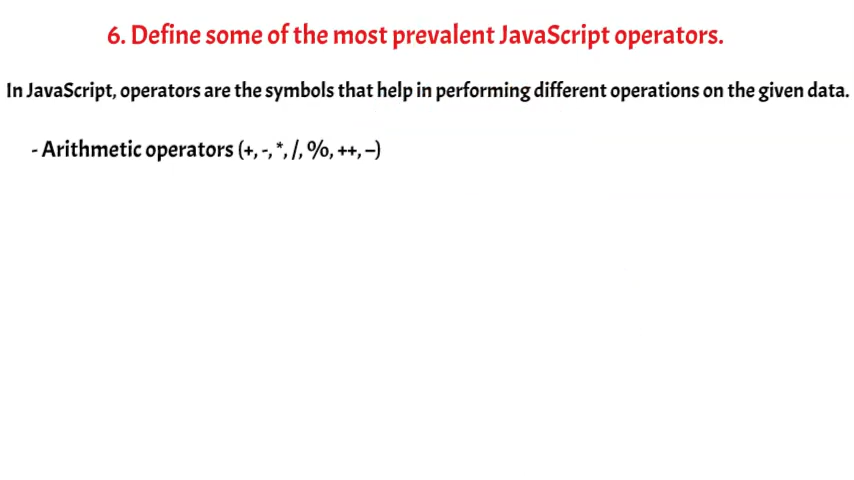 6. Define some of the most prevalent JavaScript operators.
In JavaScript, operators are the symbols that help in performing different operations on the given data.
- Arithmetic operators (+, -, *, /, %, ++, –)